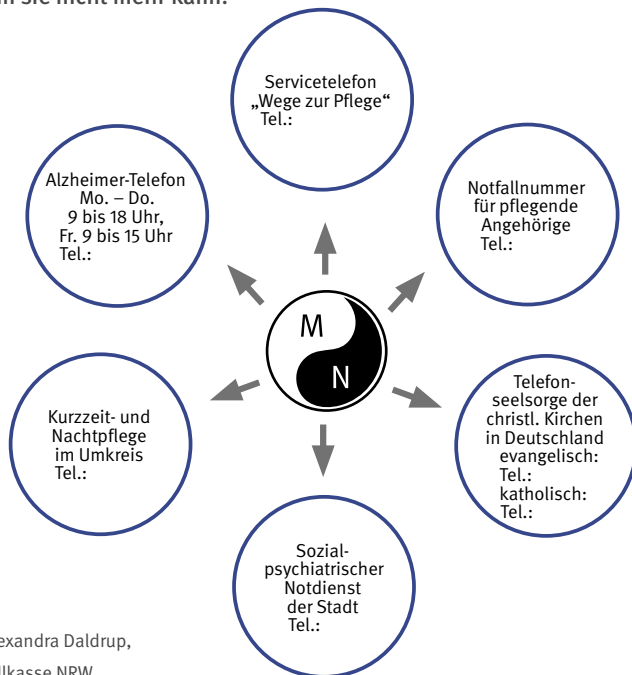 Servicetelefon
„Wege zur Pflege“
Tel.:
Alzheimer-Telefon
Mo. – Do.
9 bis 18 Uhr,
Fr. 9 bis 15 Uhr
Tel.:
Notfallnummer
für pflegende
Angehörige
Tel.:
M
N
Kurzzeit- und
Nachtpflege
im Umkreis
Tel.:
Telefon-
seelsorge der
christl. Kirchen
in Deutschland
evangelisch:
Tel.:
katholisch:
Tel.:
Sozial-
psychiatrischer
Notdienst
der Stadt
Tel.:
exandra Daldrup,
llkasse NRW